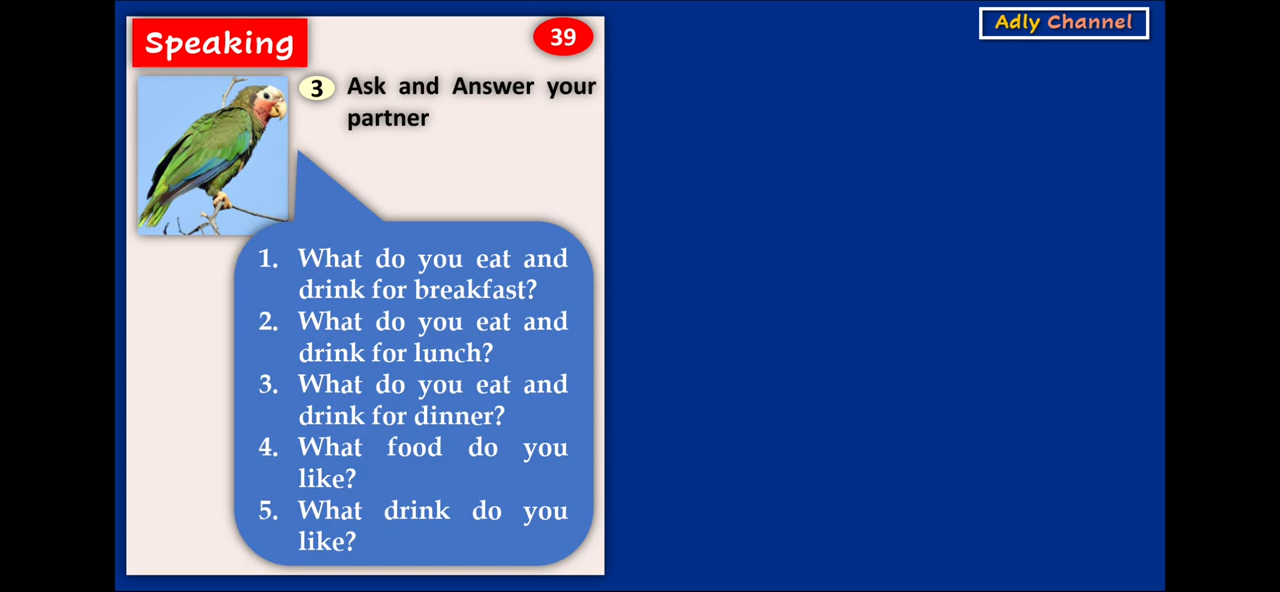 Speaking
39
Adly Channel
3 Ask and Answer your
partner
1. What do you eat and
drink for breakfast?
2. What do you eat and
drink for lunch?
3. What do you eat and
drink for dinner?
4. What food do you
like?
5. What drink do you
like?